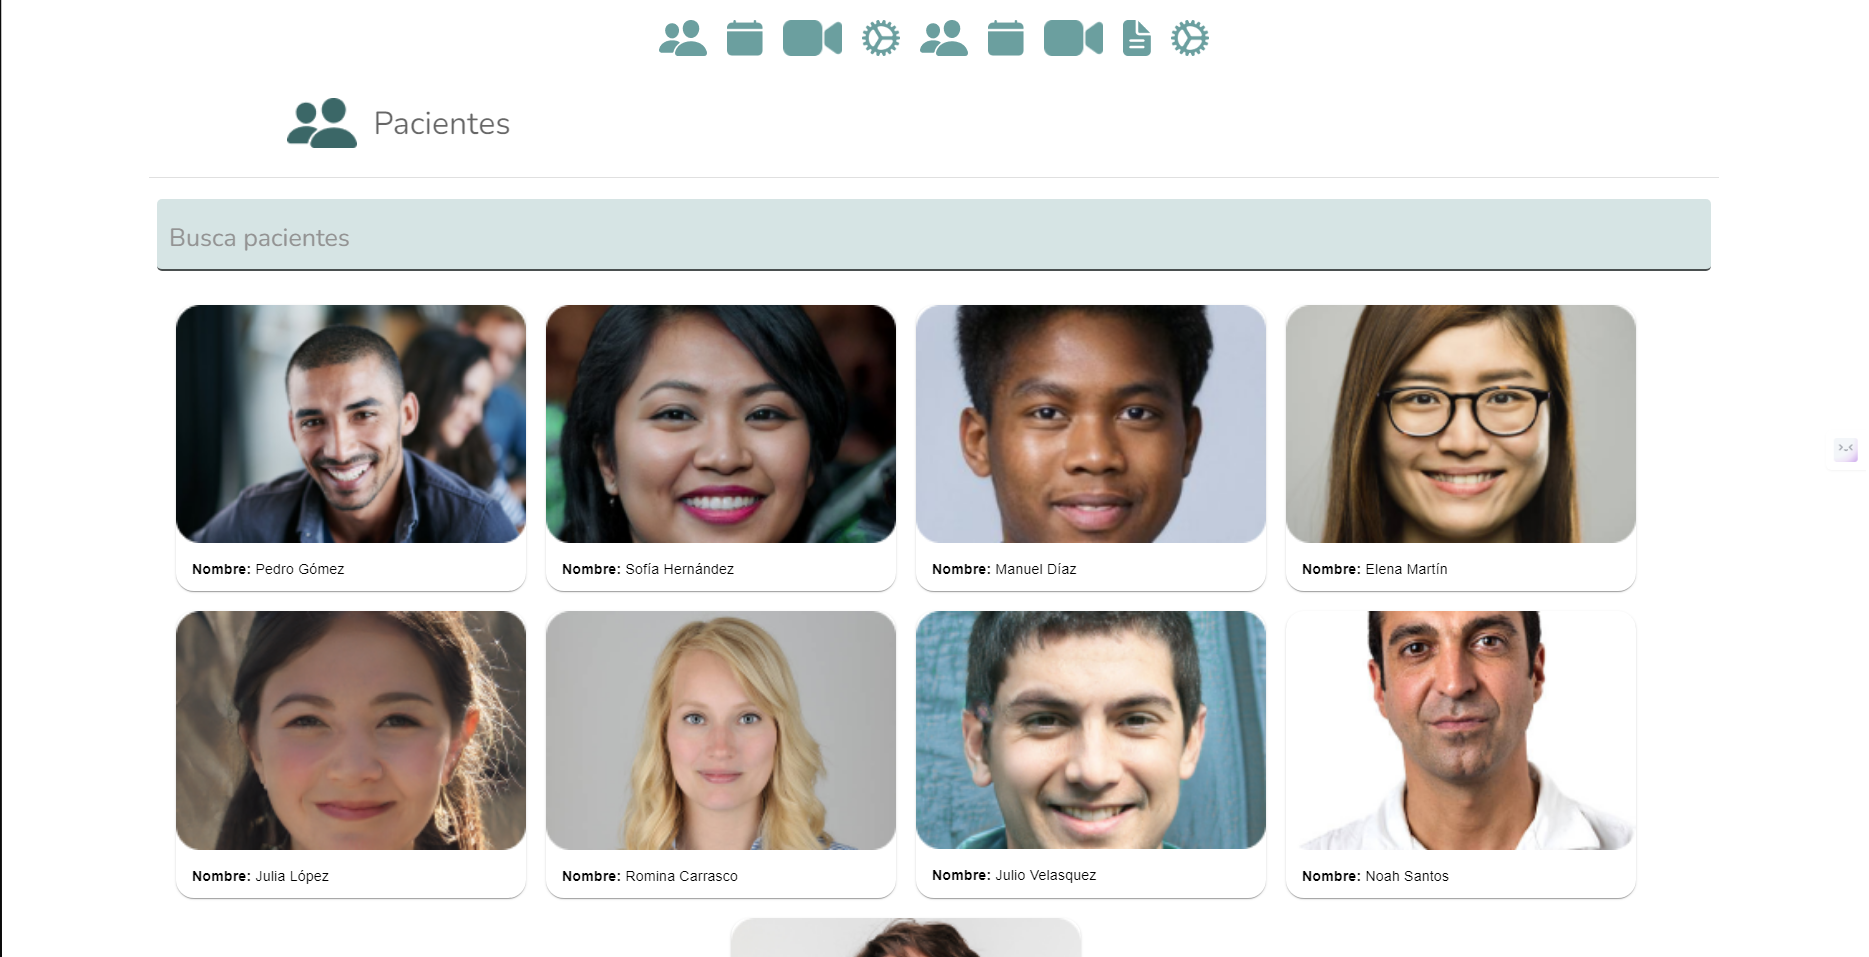 Pacientes
Busca pacientes
Nombre: Pedro Gómez
Nombre: Sofía Hernández
Nombre: Manuel Díaz
Nombre: Elena Martín
Nombre: Julia López
Nombre: Romina Carrasco
Nombre: Julio Velasquez
Nombre: Noah Santos